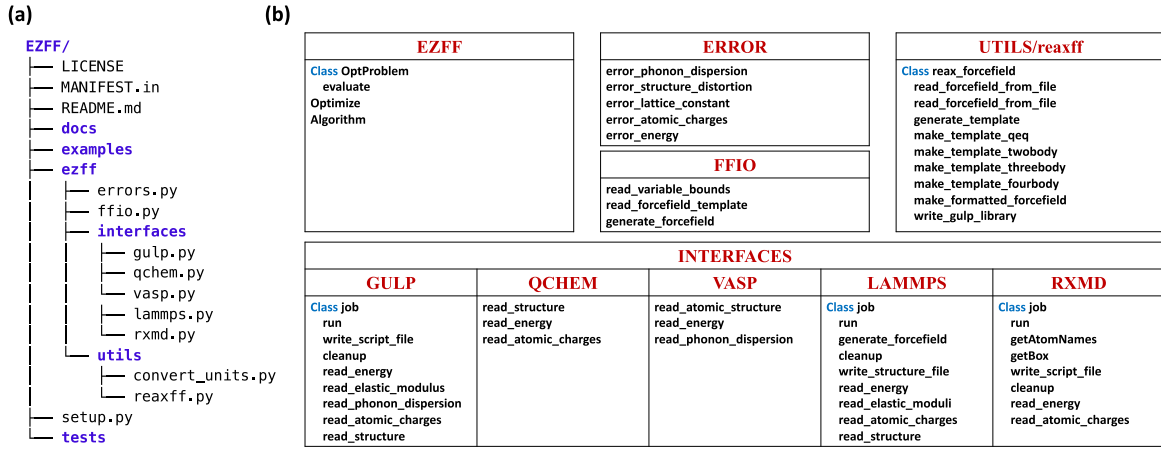 (a)
EZFF/
LICENSE
MANIFEST.in
README.md
docs
examples
ezff
errors.py
ffio.py
interfaces
gulp.py
qchem.py
vasp.py
lammps.py
rxmd.py
utils
convert_units.py
reaxff.py
setup.py
tests
(b)
EZFF
Class OptProblem
evaluate
Optimize
Algorithm
ERROR
error_phonon_dispersion
error_structure_distortion
error_lattice_constant
error_atomic_charges
error_energy
FFIO
read_variable_bounds
read_forcefield_template
generate_forcefield
UTILS/reaxff
Class reax_forcefield
read_forcefield_from_file
read_forcefield_from_file
generate_template
make_template_qeq
make_template_twobody
make_template_threebody
make_template_fourbody
make_formatted_forcefield
write_gulp_library
INTERFACES
GULP
Class job
run
write_script_file
cleanup
read_energy
read_elastic_modulus
read_phonon_dispersion
read_atomic_charges
read_structure
QCHEM
read_structure
read_energy
read_atomic_charges
VASP
read_atomic_structure
read_energy
read_phonon_dispersion
LAMMPS
Class job
run
generate_forcefield
cleanup
write_structure_file
read_energy
read_elastic_moduli
read_atomic_charges
read_structure
RXMD
Class job
run
getAtomNames
getBox
write_script_file
cleanup
read_energy
read_atomic_charges